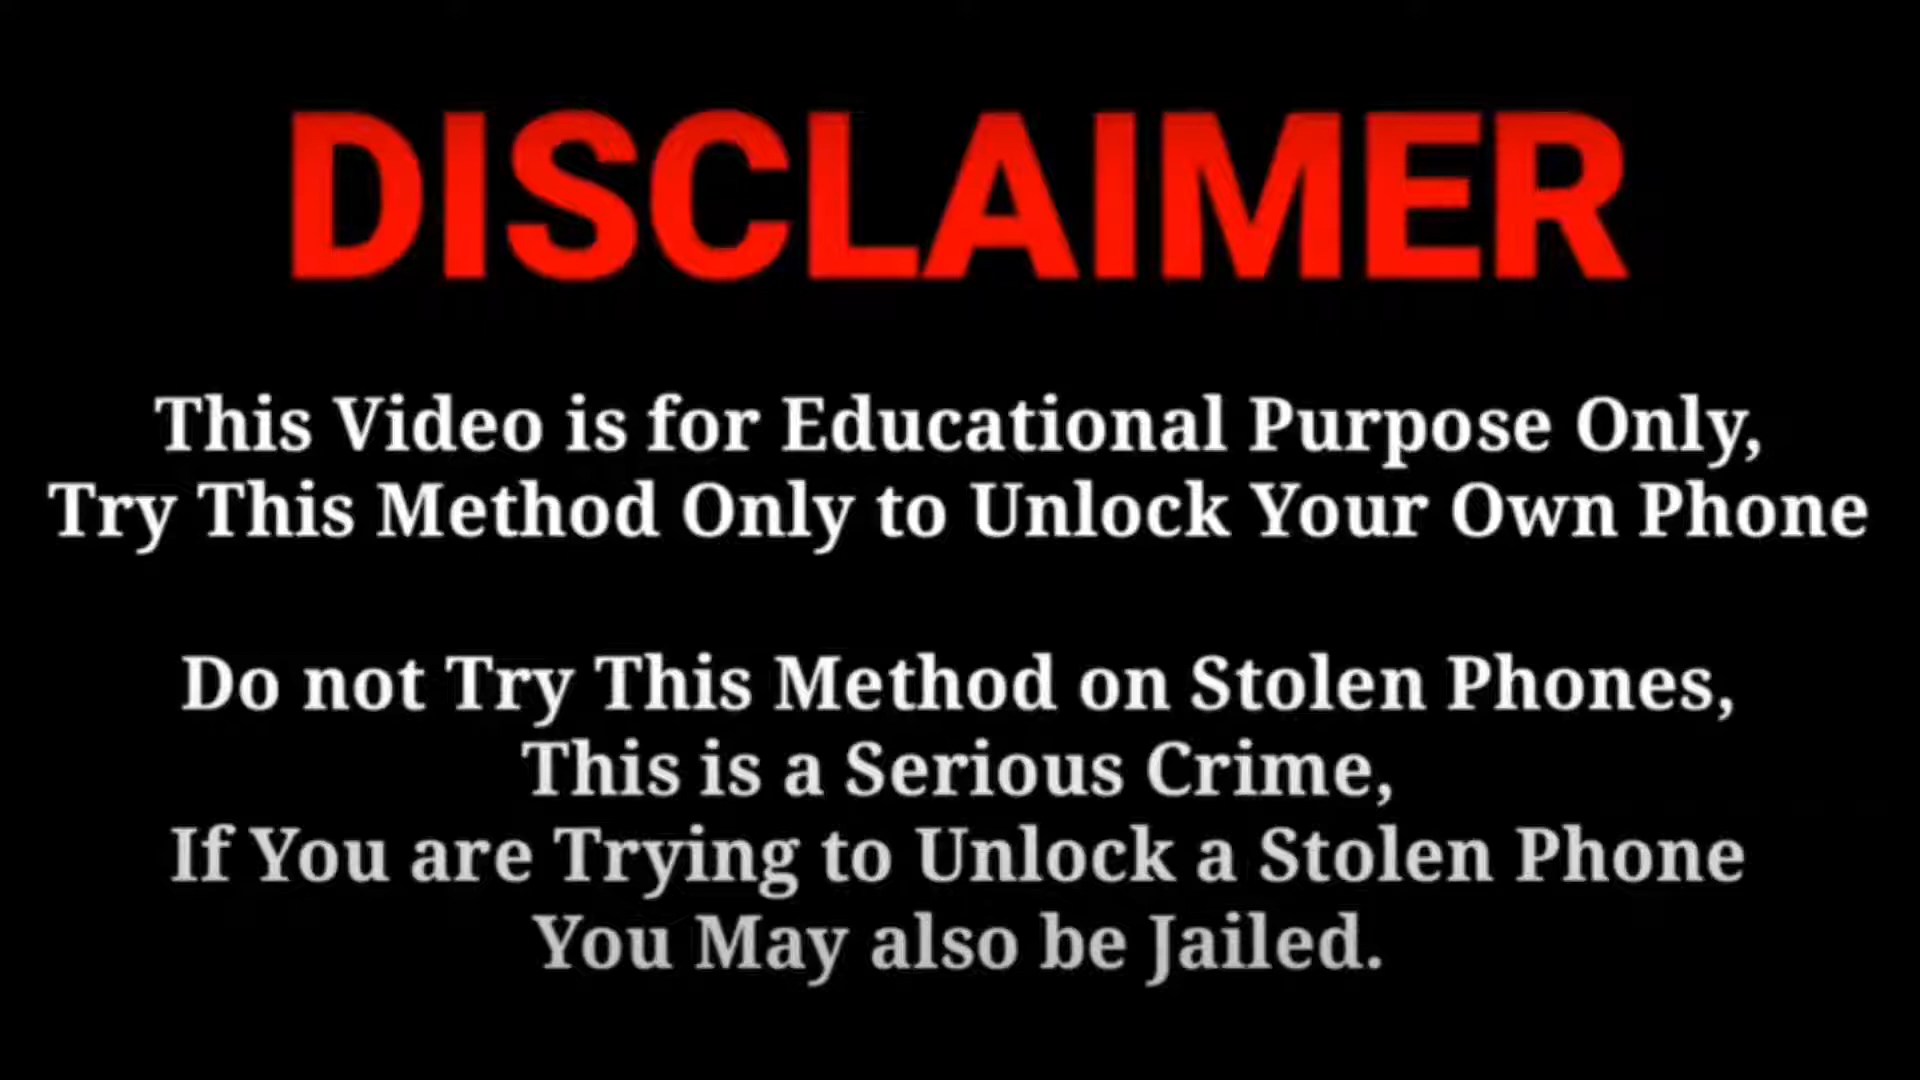 DISCLAIMER
This Video is for Educational Purpose Only,
Try This Method Only to Unlock Your Own Phone
Do not Try This Method on Stolen Phones,
This is a Serious Crime,
If You are Trying to Unlock a Stolen Phone
You May also be Jailed.